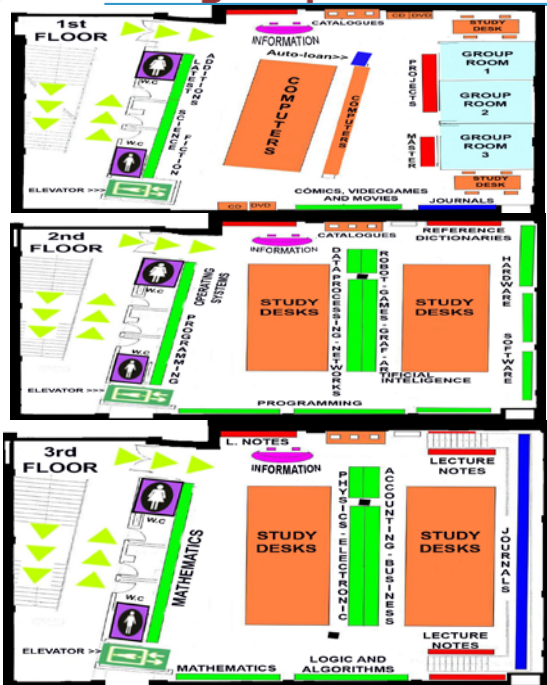 1st
FLOOR
CATALOGUES
CD DVD
STUDY
DESK
INFORMATION
Auto-loan>>
W.C
LATEST
ADDITIONS
SCIENCE FICTION
COMPUTERS
COMPUTERS
PROJECTS
MASTER
GROUP
ROOM
1
GROUP
ROOM
2
GROUP
ROOM
3
W.C
STUDY
DESK
ELEVATOR >>>
COMICS, VIDEOGAMES
AND MOVIES
JOURNALS
CD DVD
2nd
FLOOR
CATALOGUES
REFERENCE
DICTIONARIES
INFORMATION
W.C
OPERATING
SYSTEMS
PROGRAMMING
STUDY
DESKS
DATA PROCESSING-NETWORKS
ROBOT-GAMES-GRAF-AR
TIFICIAL
INTELIGENCE
STUDY
DESKS
HARDWARE
SOFTWARE
W.C
ELEVATOR >>>
PROGRAMMING
3rd
FLOOR
L. NOTES
INFORMATION
LECTURE
NOTES
W.C
MATHEMATICS
STUDY
DESKS
PHYSICS-ELECTRONIC
ACCOUNTING-BUSINESS
STUDY
DESKS
JOURNALS
W.C
ELEVATOR >>
LECTURE
NOTES
MATHEMATICS
LOGIC AND
ALGORITHMS